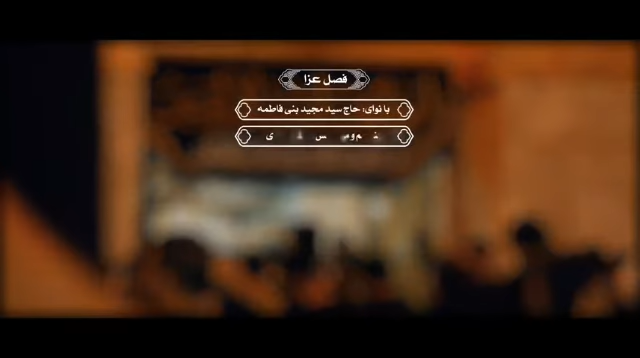 فصل عزا
با نوای: حاج سید مجید بنی فاطمه